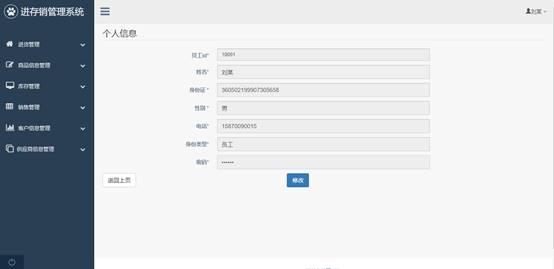 进存销管理系统
刘某
个人信息
进货管理
商品信息管理
库存管理
销售管理
客户信息管理
供应商信息管理
员工id* 10001
姓名* 刘某
身份证* 360502199907305658
性别* 男
电话* 15870090015
身份类型* 员工
密码* ••••••
返回上页
修改